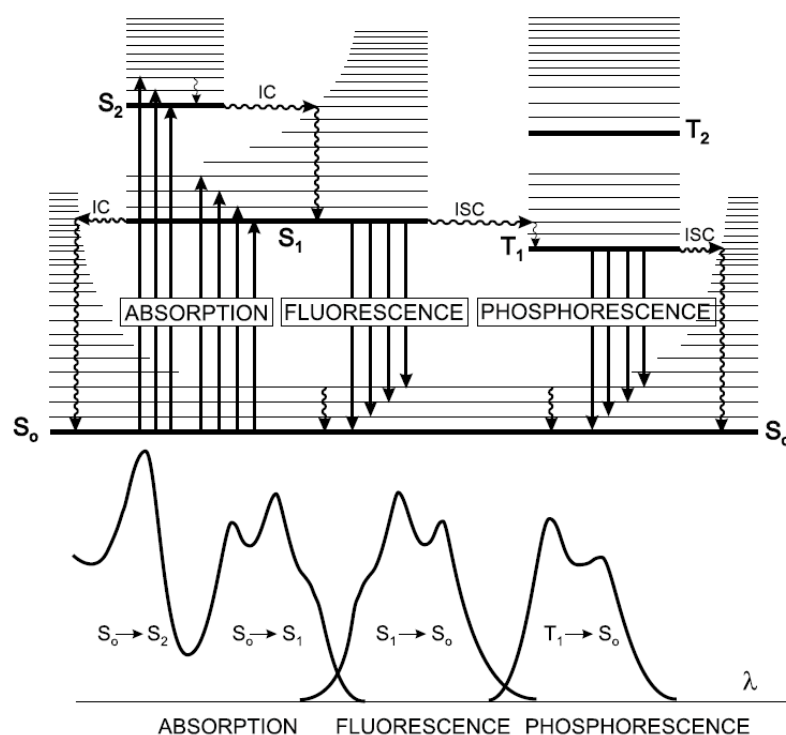 S₂
IC
T₂
IC
S₁
ISC
T₁
ISC
ABSORPTION
FLUORESCENCE
PHOSPHORESCENCE
Sₒ
Sₒ
Sₒ→S₂
Sₒ→S₁
S₁→Sₒ
T₁→Sₒ
λ
ABSORPTION
FLUORESCENCE
PHOSPHORESCENCE